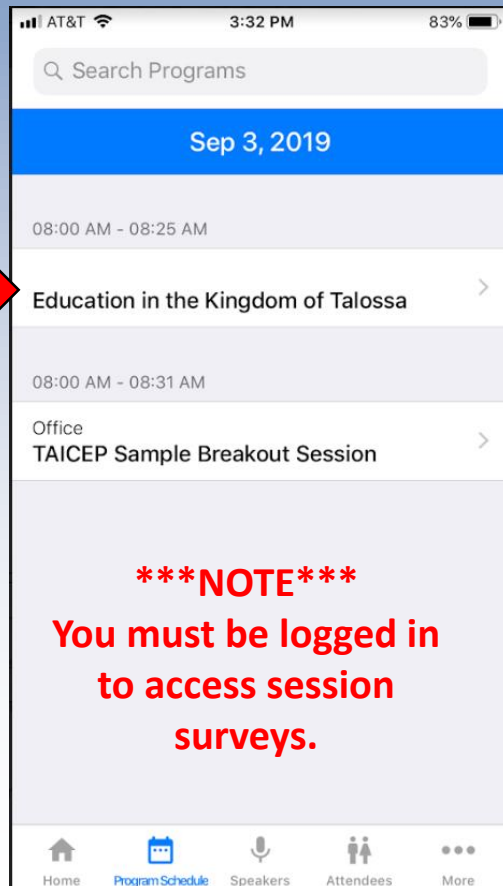 AT&T 3:32 PM 83%
Search Programs
Sep 3, 2019
08:00 AM - 08:25 AM
Education in the Kingdom of Talossa
08:00 AM - 08:31 AM
Office
TAICEP Sample Breakout Session
***NOTE***
You must be logged in
to access session
surveys.
Home Program Schedule Speakers Attendees More